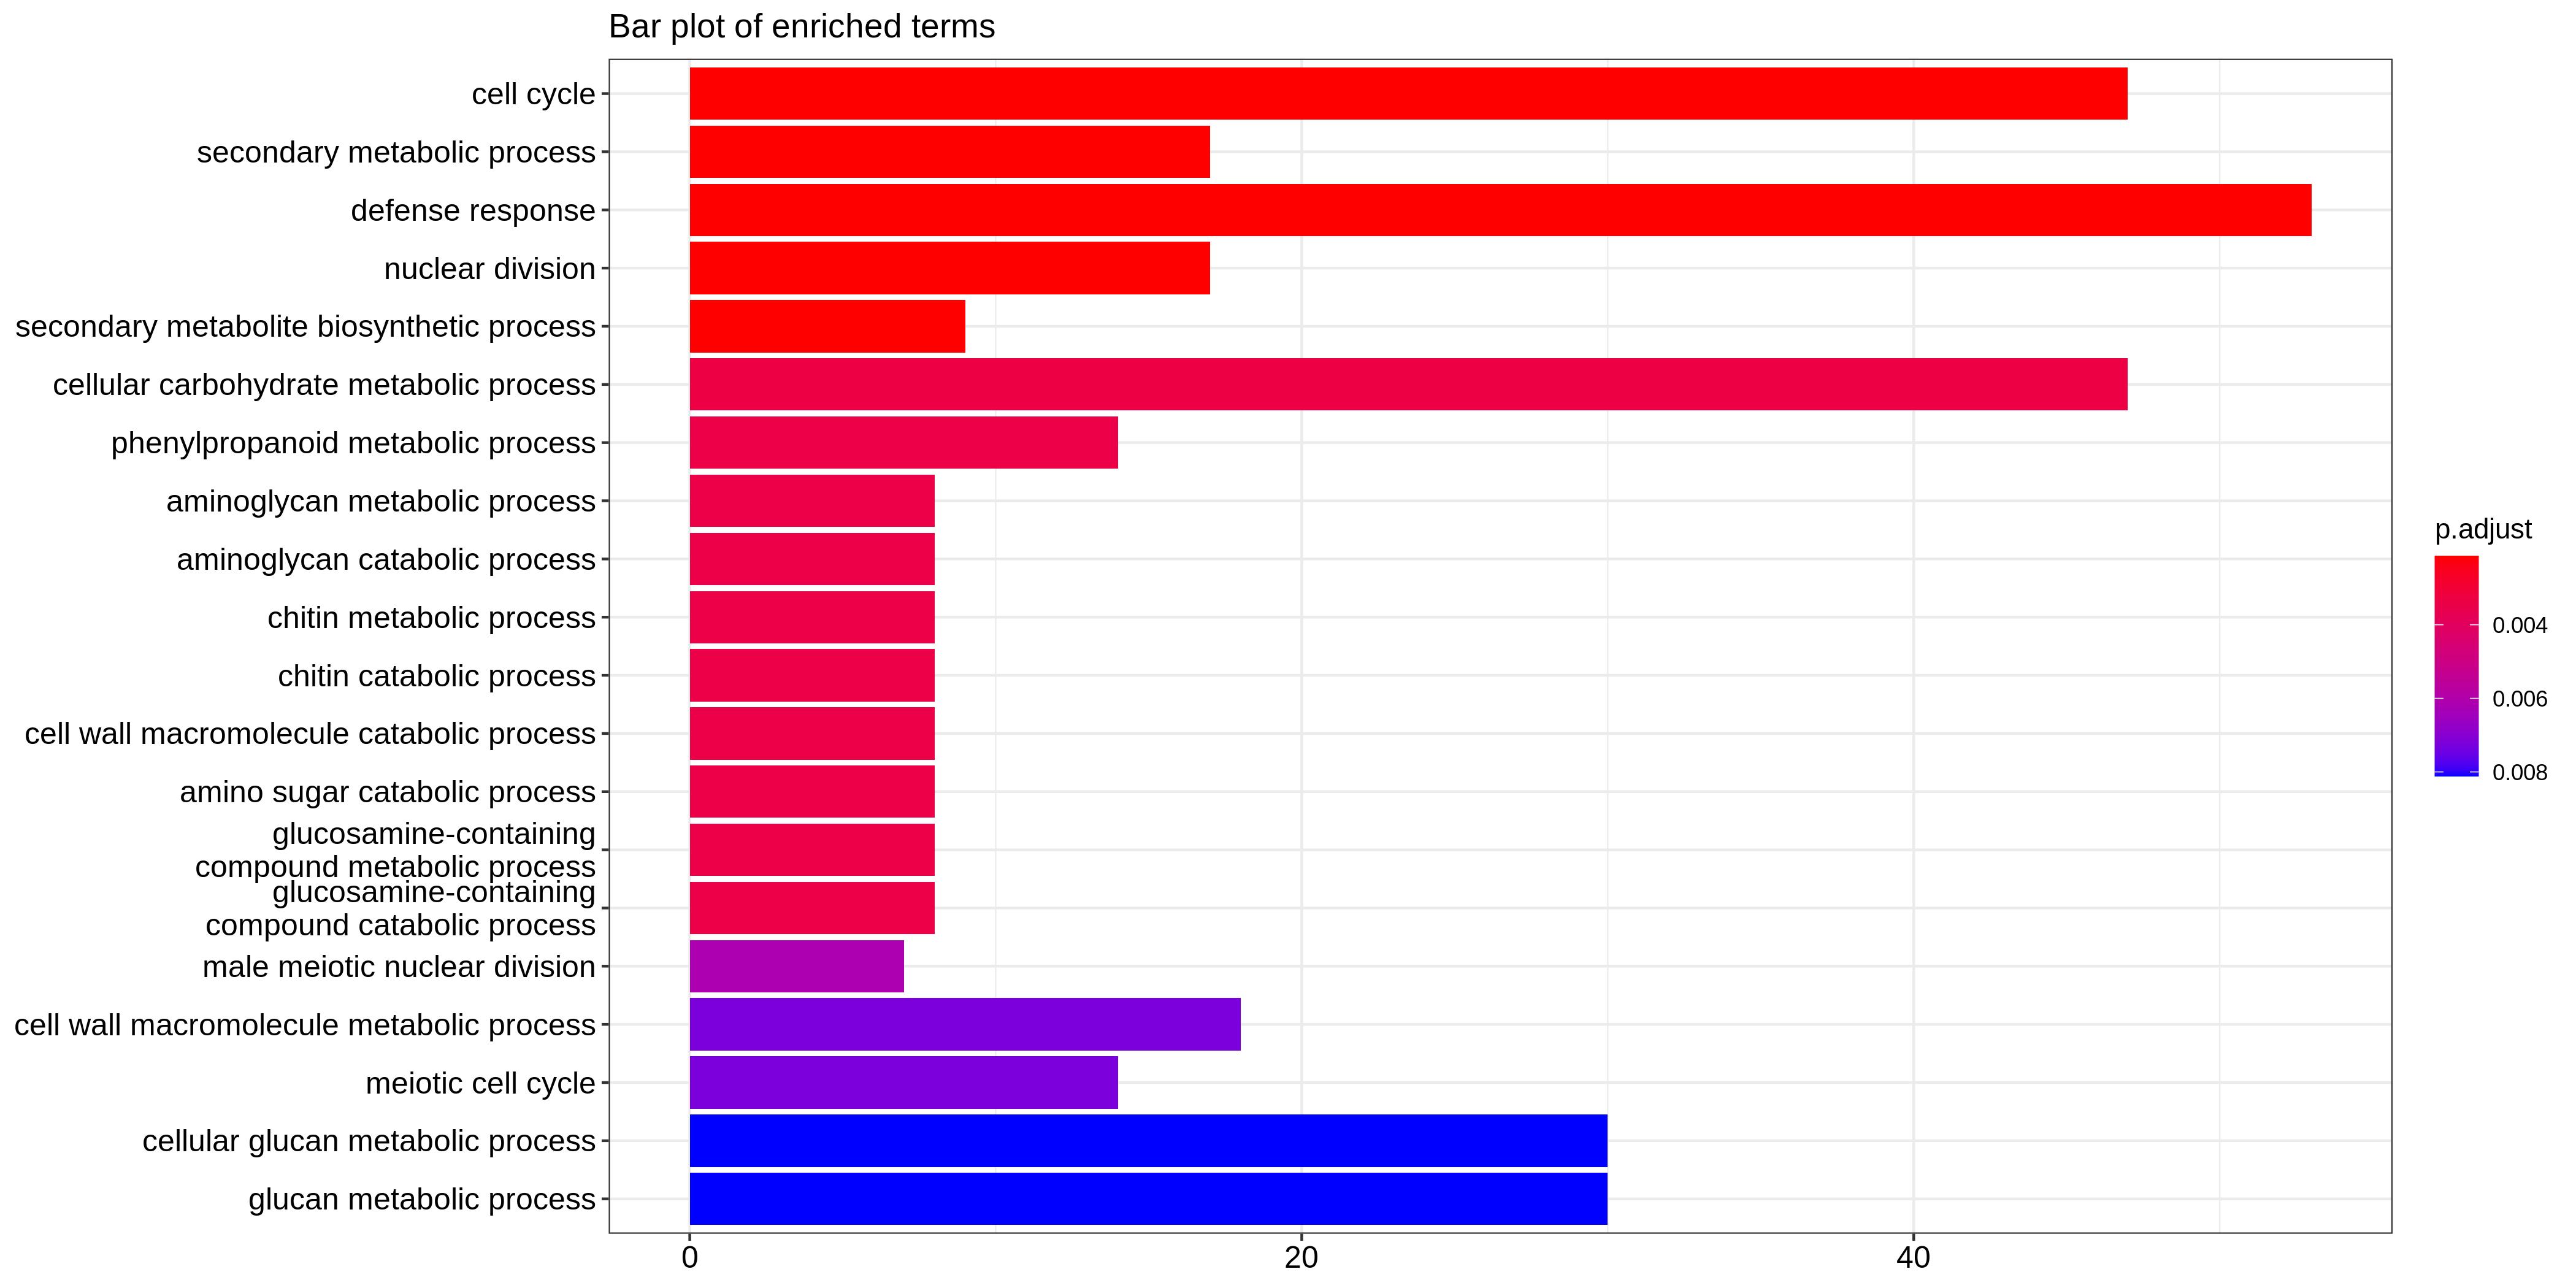 Bar plot of enriched terms
cell cycle
secondary metabolic process
defense response
nuclear division
secondary metabolite biosynthetic process
cellular carbohydrate metabolic process
phenylpropanoid metabolic process
aminoglycan metabolic process
aminoglycan catabolic process
chitin metabolic process
chitin catabolic process
cell wall macromolecule catabolic process
amino sugar catabolic process
glucosamine-containing
compound metabolic process
glucosamine-containing
compound catabolic process
male meiotic nuclear division
cell wall macromolecule metabolic process
meiotic cell cycle
cellular glucan metabolic process
glucan metabolic process
0 20 40
p.adjust
0.004
0.006
0.008